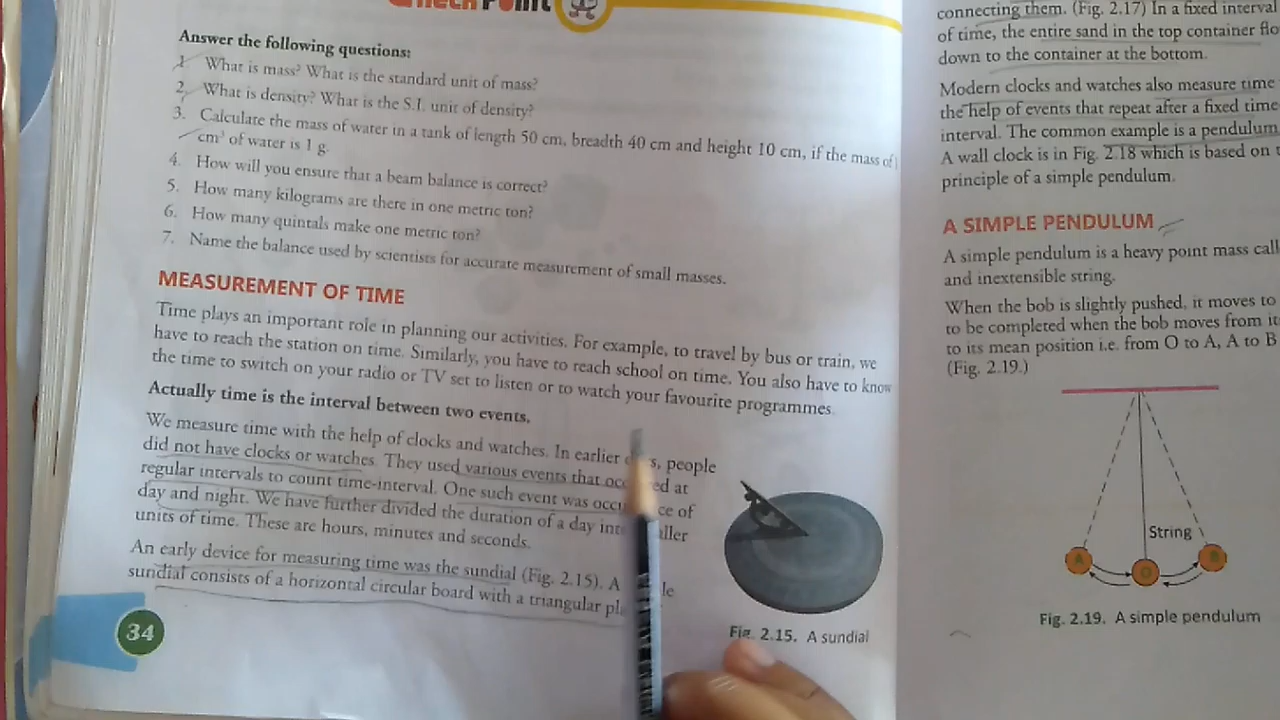 Check Point
Answer the following questions:
1. What is mass? What is the standard unit of mass?
2. What is density? What is the S.I. unit of density?
3. Calculate the mass of water in a tank of length 50 cm, breadth 40 cm and height 10 cm, if the mass of
cm³ of water is 1 g.
4. How will you ensure that a beam balance is correct?
5. How many kilograms are there in one metric ton?
6. How many quintals make one metric ton?
7. Name the balance used by scientists for accurate measurement of small masses.
MEASUREMENT OF TIME
Time plays an important role in planning our activities. For example, to travel by bus or train, we
have to reach the station on time. Similarly, you have to reach school on time. You also have to know
the time to switch on your radio or TV set to listen or to watch your favourite programmes.
Actually time is the interval between two events.
We measure time with the help of clocks and watches. In earlier people
did not have clocks or watches. They used various events that at
regular intervals to count time-interval. One such event was of
day and night. We have further divided the duration of a day
units of time. These are hours, minutes and seconds.
An early device for measuring time was the sundial (Fig. 2.15). A
sundial consists of a horizontal circular board with a triangular
34
Fig. 2.15. A sundial
connecting them. (Fig. 2.17) In a fixed interval
of time, the entire sand in the top container
down to the container at the bottom.
Modern clocks and watches also measure time
the help of events that repeat after a fixed time
interval. The common example is a pendulum
A wall clock is in Fig. 2.18 which is based on
principle of a simple pendulum.
A SIMPLE PENDULUM
A simple pendulum is a heavy point mass
and inextensible string.
When the bob is slightly pushed, it moves to
to be completed when the bob moves from
to its mean position i.e. from O to A, A to B
(Fig. 2.19.)
String
A
O
B
Fig. 2.19. A simple pendulum